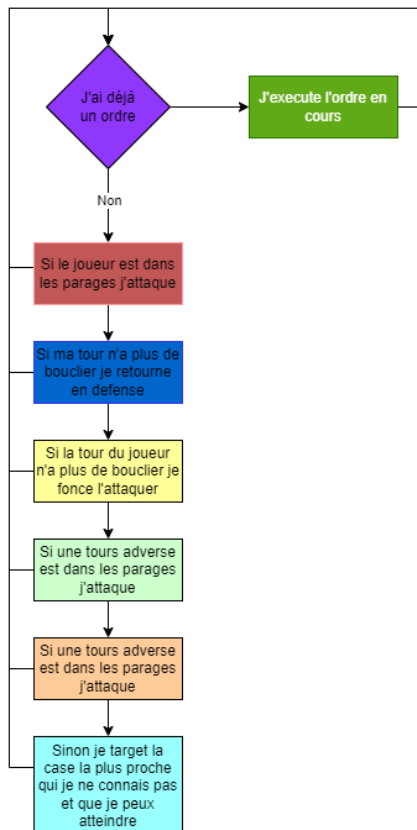 J'ai déjà
un ordre
J'execute l'ordre en
cours
Non
Si le joueur est dans
les parages j'attaque
Si ma tour n'a plus de
bouclier je retourne
en defense
Si la tour du joueur
n'a plus de bouclier je
fonce l'attaquer
Si une tours adverse
est dans les parages
j'attaque
Si une tours adverse
est dans les parages
j'attaque
Sinon je target la
case la plus proche
qui je ne connais pas
et que je peux
atteindre